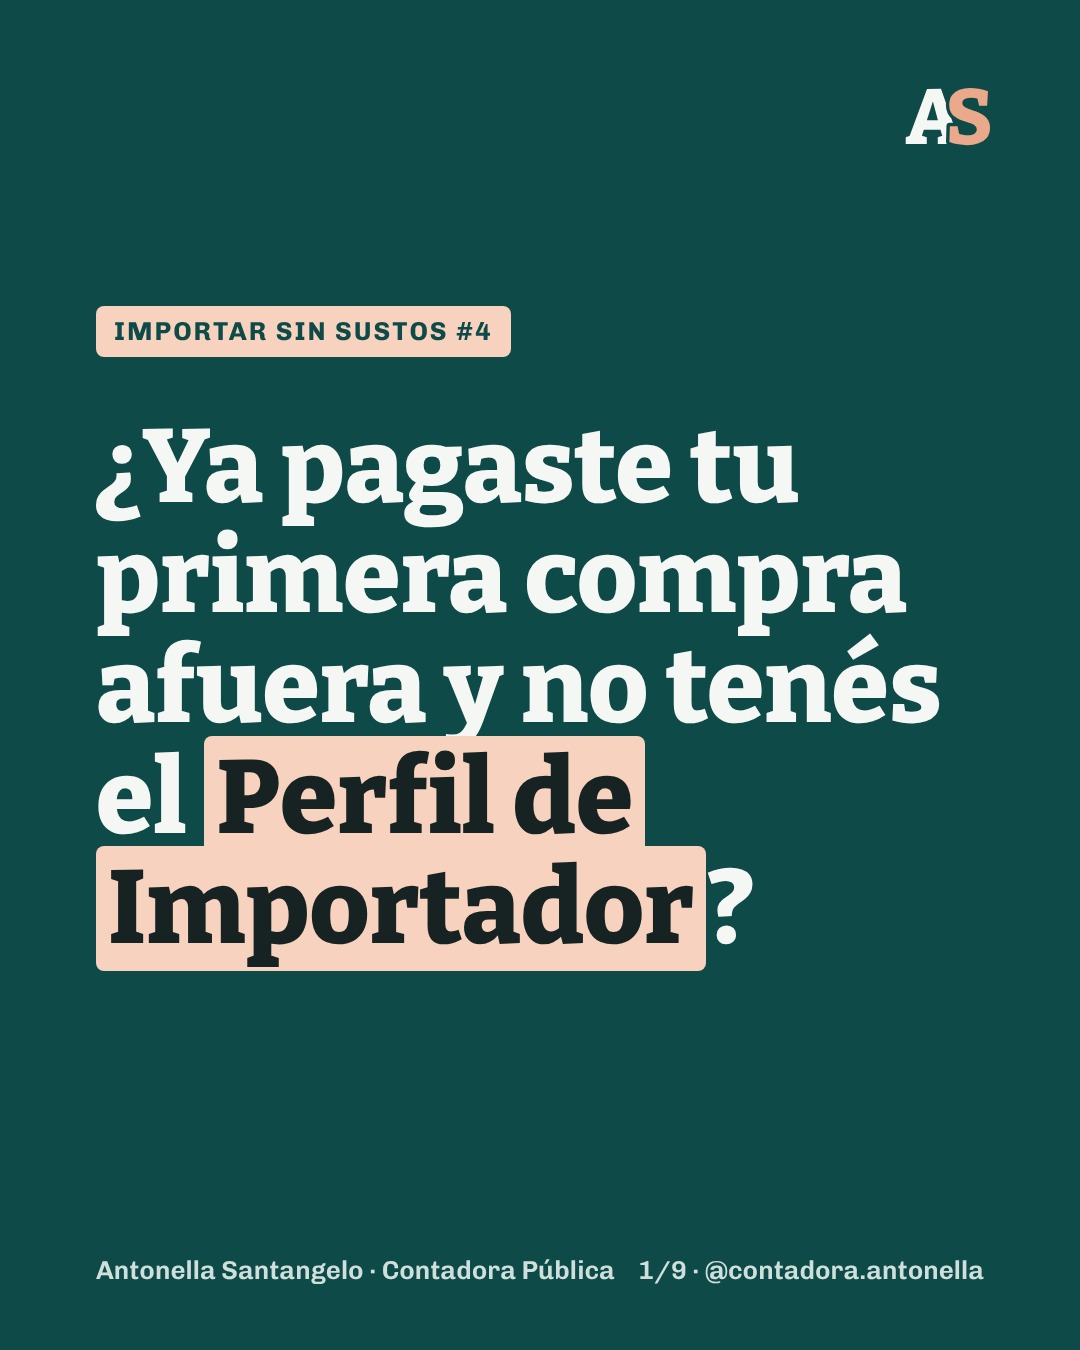 AS
IMPORTAR SIN SUSTOS #4
¿Ya pagaste tu
primera compra
afuera y no tenés
el Perfil de
Importador?
Antonella Santangelo · Contadora Pública 1/9 · @contadora.antonella